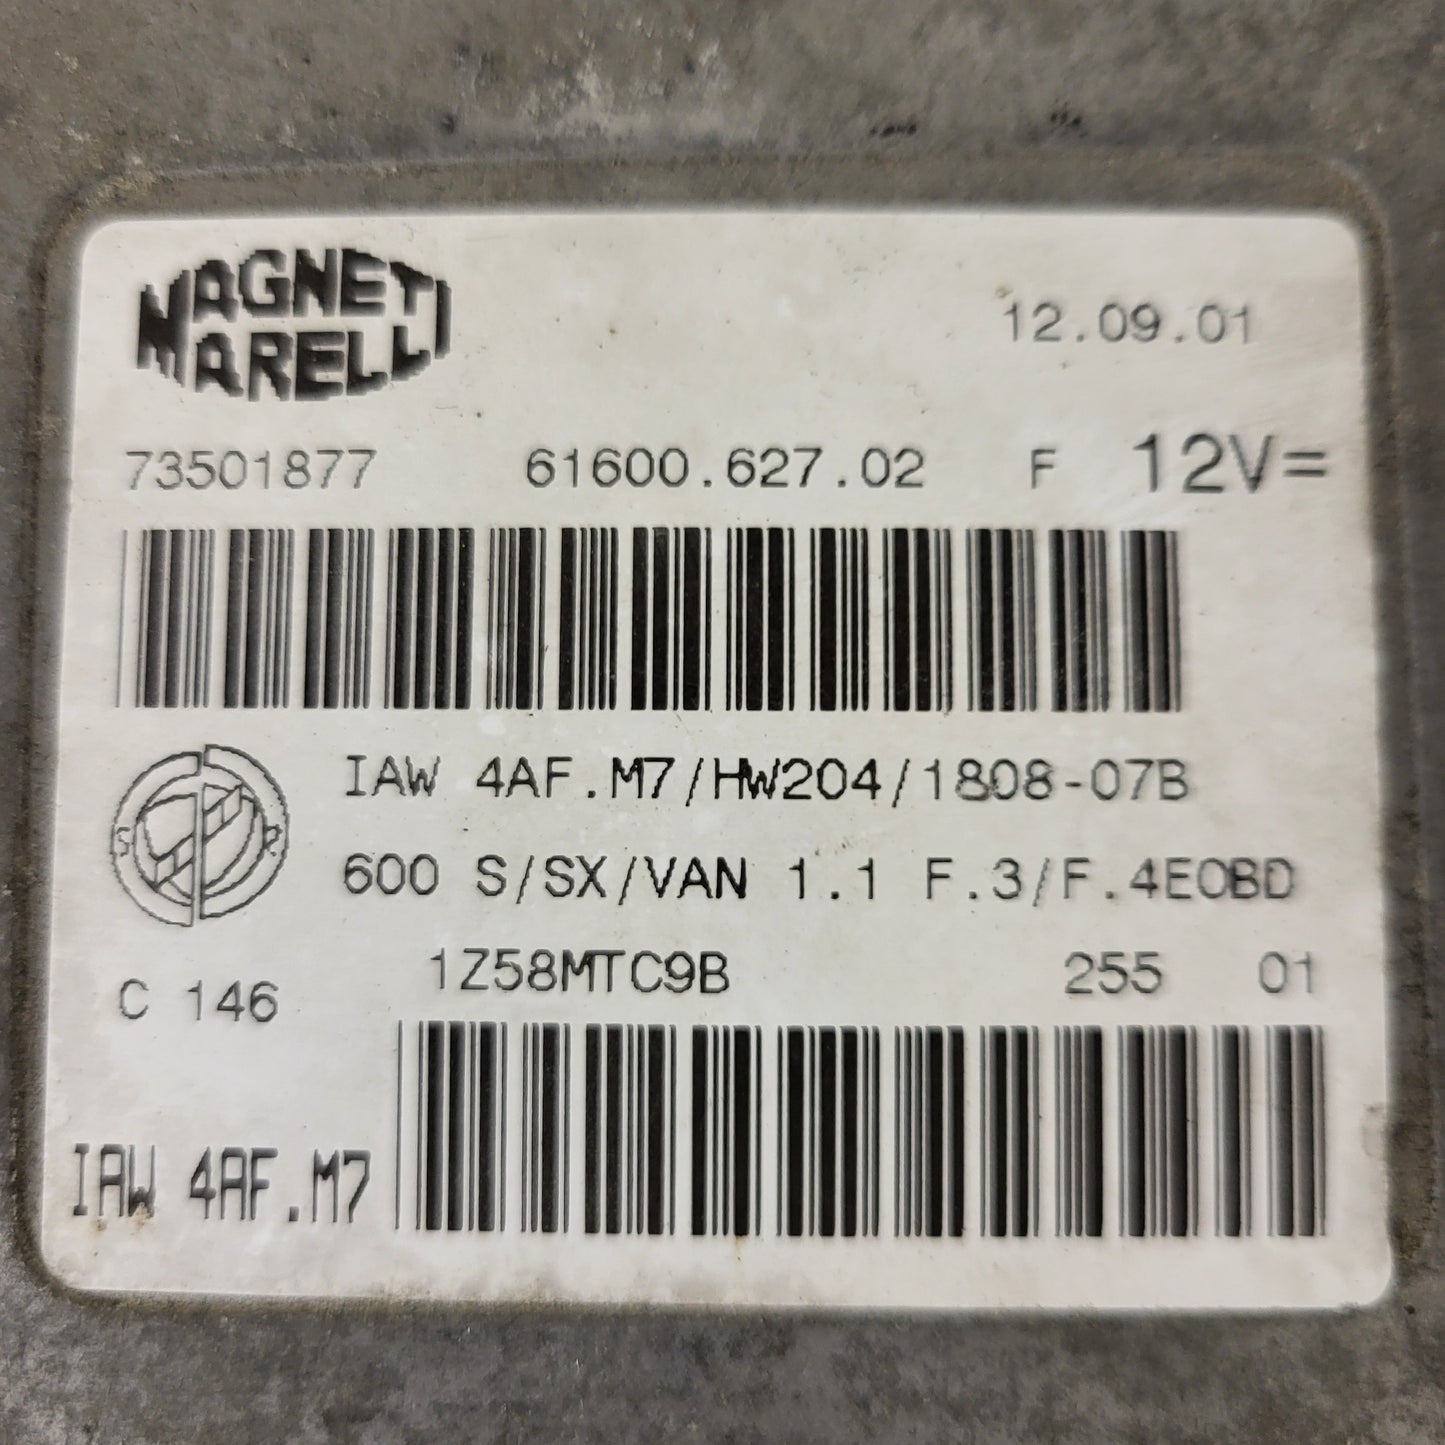 MAGNETI
MARELLI
12.09.01
73501877 61600.627.02 F 12V=
IAW 4AF.M7/HW204/1808-07B
S R
600 S/SX/VAN 1.1 F.3/F.4EOBD
1Z58MTC9B 255 01
C 146
IAW 4AF.M7